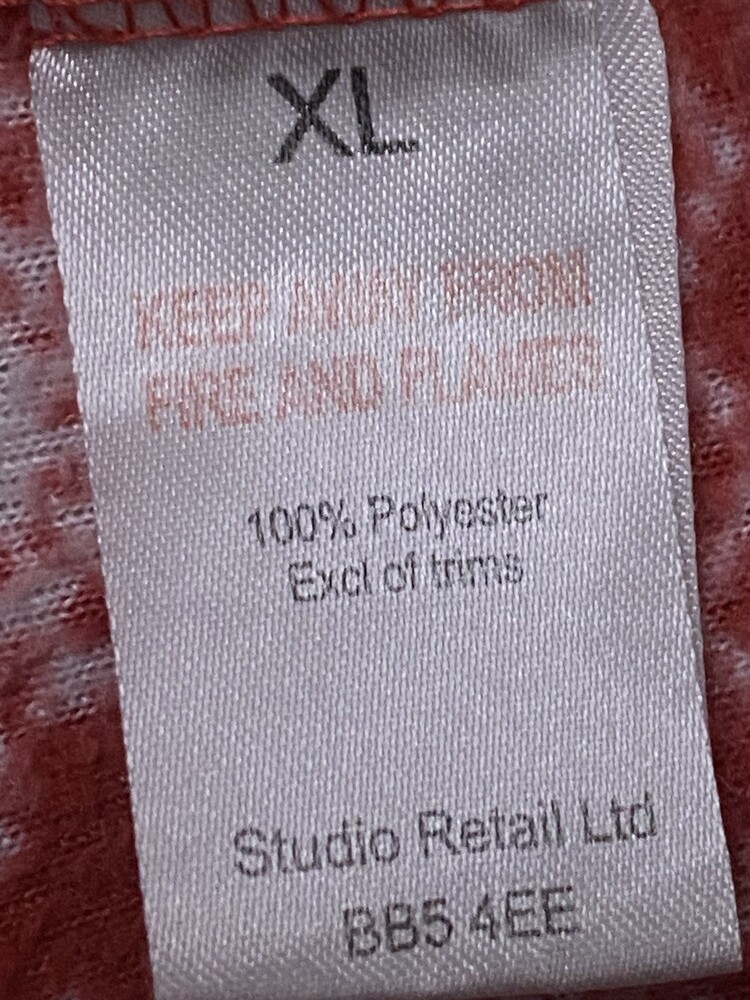 XL
KEEP AWAY FROM
FIRE AND FLAMES
100% Polyester
Excl of trims
Studio Retail Ltd
BB5 4EE